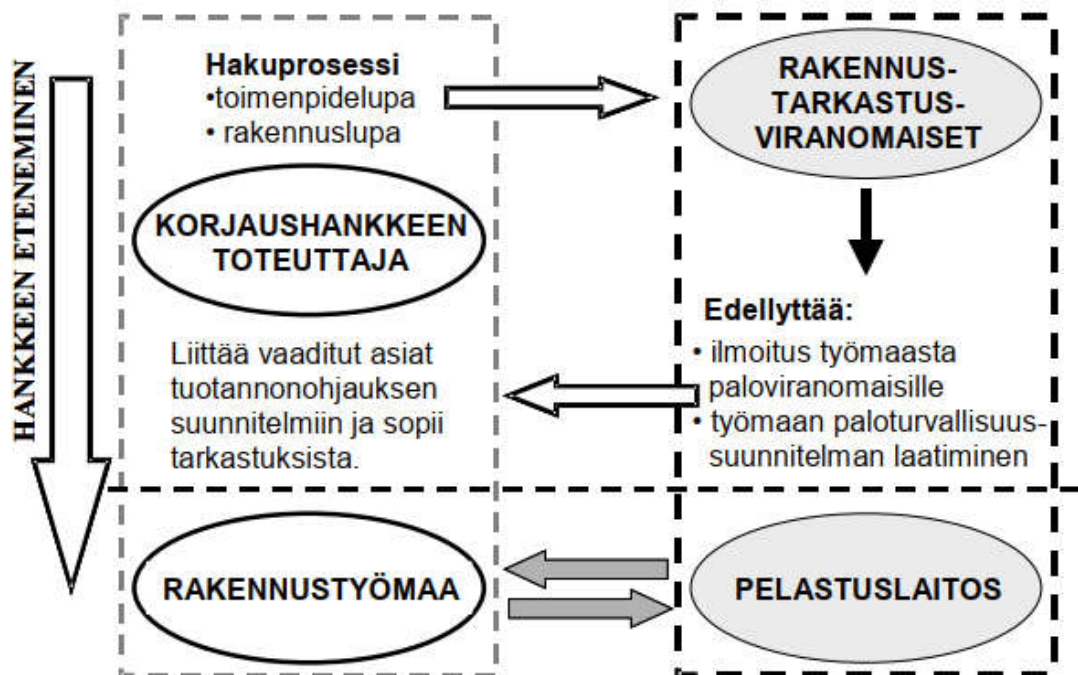 HANKKEEN ETENEMINEN
Hakuprosessi
•toimenpidelupa
• rakennuslupa
KORJAUSHANKKEEN
TOTEUTTAJA
Liittää vaaditut asiat
tuotannonohjauksen
suunnitelmiin ja sopii
tarkastuksista.
RAKENNUS-
TARKASTUS-
VIRANOMAISET
Edellyttää:
• ilmoitus työmaasta
paloviranomaisille
• työmaan paloturvallisuus-
suunnitelman laatiminen
RAKENNUSTYÖMAA
PELASTUSLAITOS